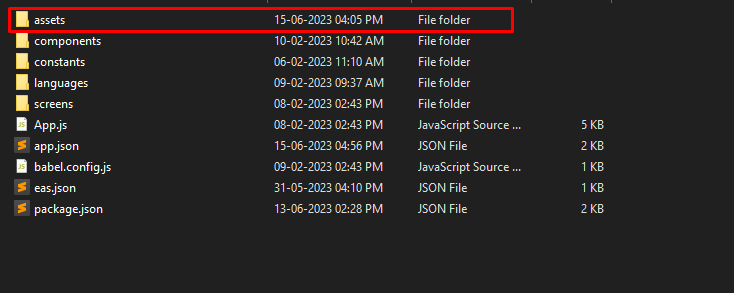 assets 15-06-2023 04:05 PM File folder
components 10-02-2023 10:42 AM File folder
constants 06-02-2023 11:10 AM File folder
languages 09-02-2023 09:37 AM File folder
screens 08-02-2023 02:43 PM File folder
App.js 08-02-2023 02:43 PM JavaScript Source ... 5 KB
app.json 15-06-2023 04:56 PM JSON File 2 KB
babel.config.js 09-02-2023 02:43 PM JavaScript Source ... 1 KB
eas.json 31-05-2023 04:10 PM JSON File 1 KB
package.json 13-06-2023 02:28 PM JSON File 2 KB